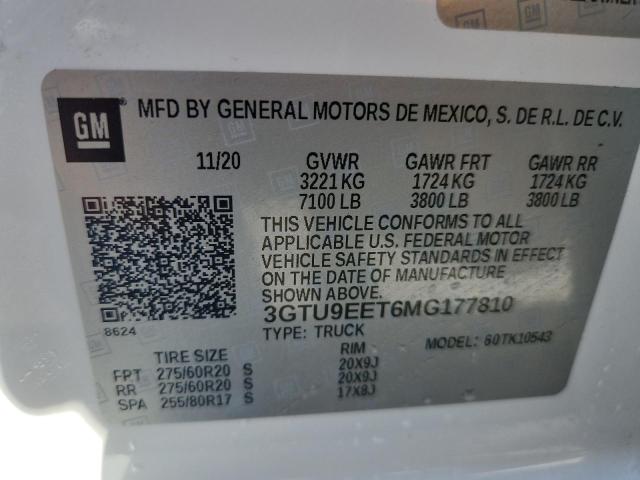 GM
MFD BY GENERAL MOTORS DE MEXICO, S. DE R.L. DE C.V.
11/20 GVWR GAWR FRT GAWR RR
3221 KG 1724 KG 1724 KG
7100 LB 3800 LB 3800 LB
THIS VEHICLE CONFORMS TO ALL
APPLICABLE U.S. FEDERAL MOTOR
VEHICLE SAFETY STANDARDS IN EFFECT
ON THE DATE OF MANUFACTURE
SHOWN ABOVE.
8624
3GTU9EET6MG177810
TYPE: TRUCK MODEL: 60TK10543
TIRE SIZE RIM
FPT 275/60R20 S 20X9J
RR 275/60R20 S 20X9J
SPA 255/80R17 S 17X8J